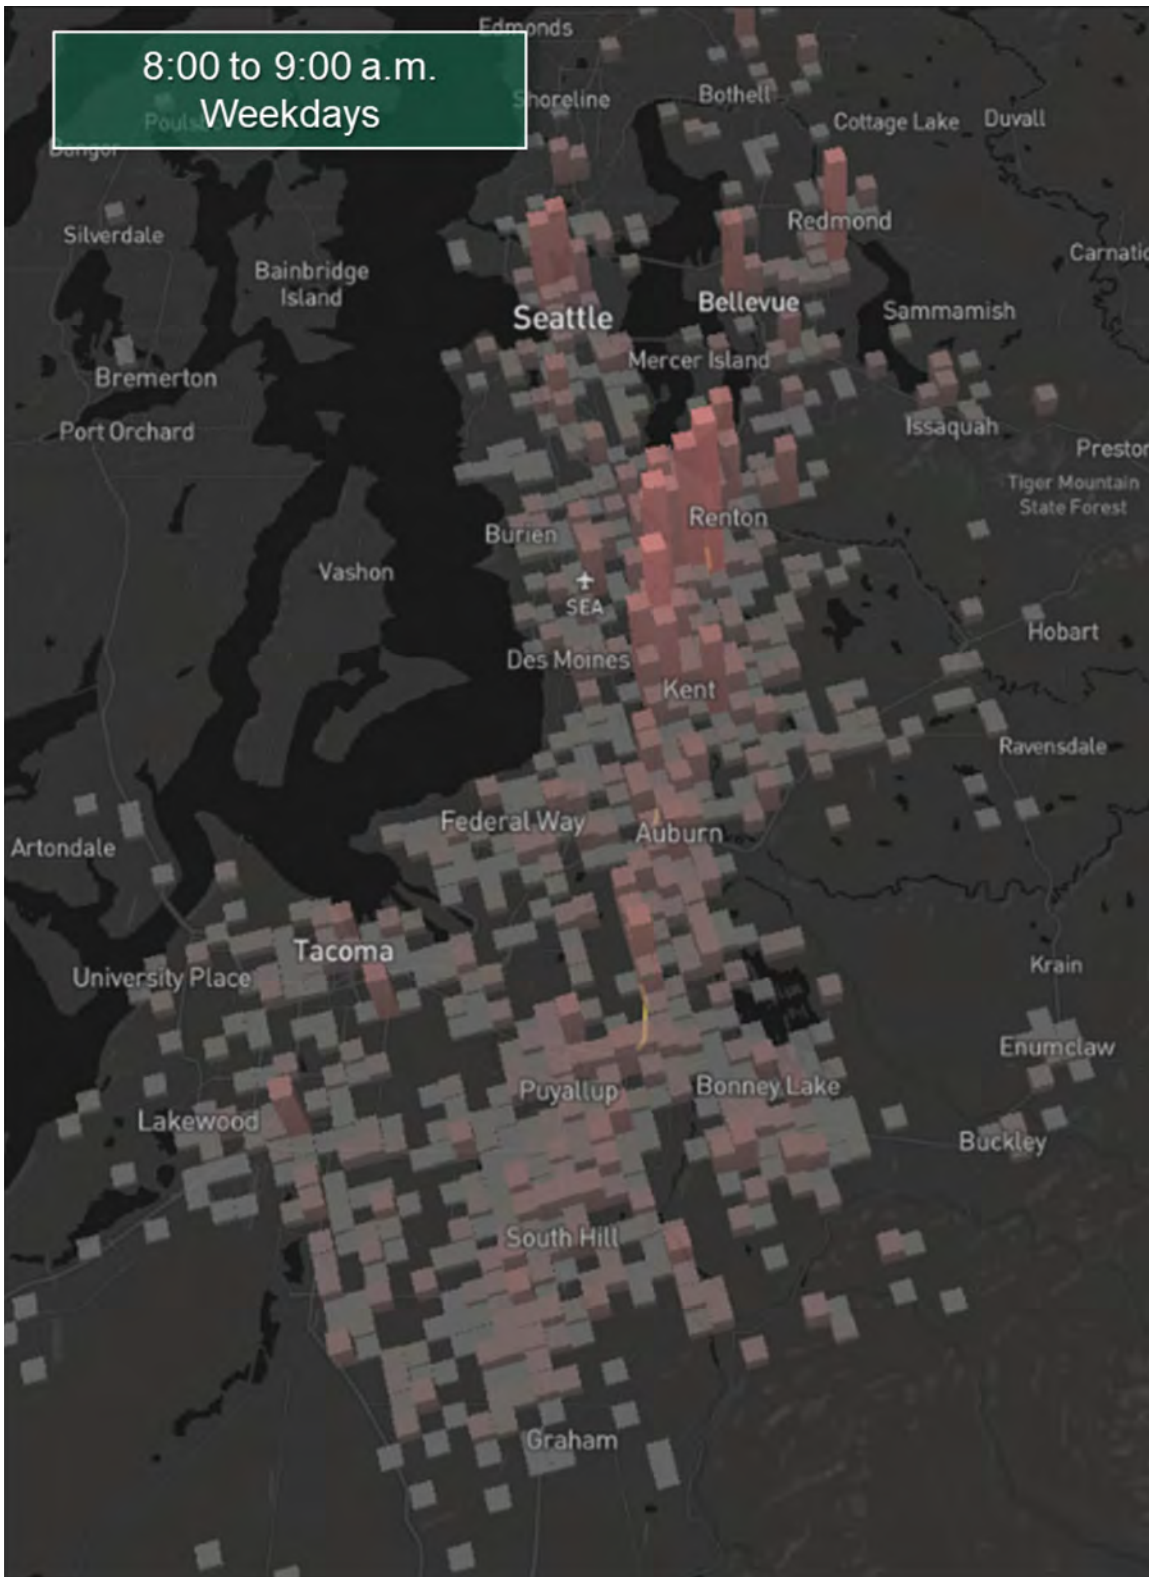 8:00 to 9:00 a.m.
Weekdays
Edmonds
Shoreline
Bothell
Cottage Lake
Duvall
Bangor
Silverdale
Redmond
Bainbridge
Island
Bellevue
Seattle
Sammamish
Mercer Island
Bremerton
Port Orchard
Issaquah
Tiger Mountain
State Forest
Renton
Burien
Vashon
SEA
Hobart
Des Moines
Kent
Ravensdale
Federal Way
Auburn
Artondale
Tacoma
University Place
Krain
Enumclaw
Puyallup
Bonney Lake
Lakewood
Buckley
South Hill
Graham